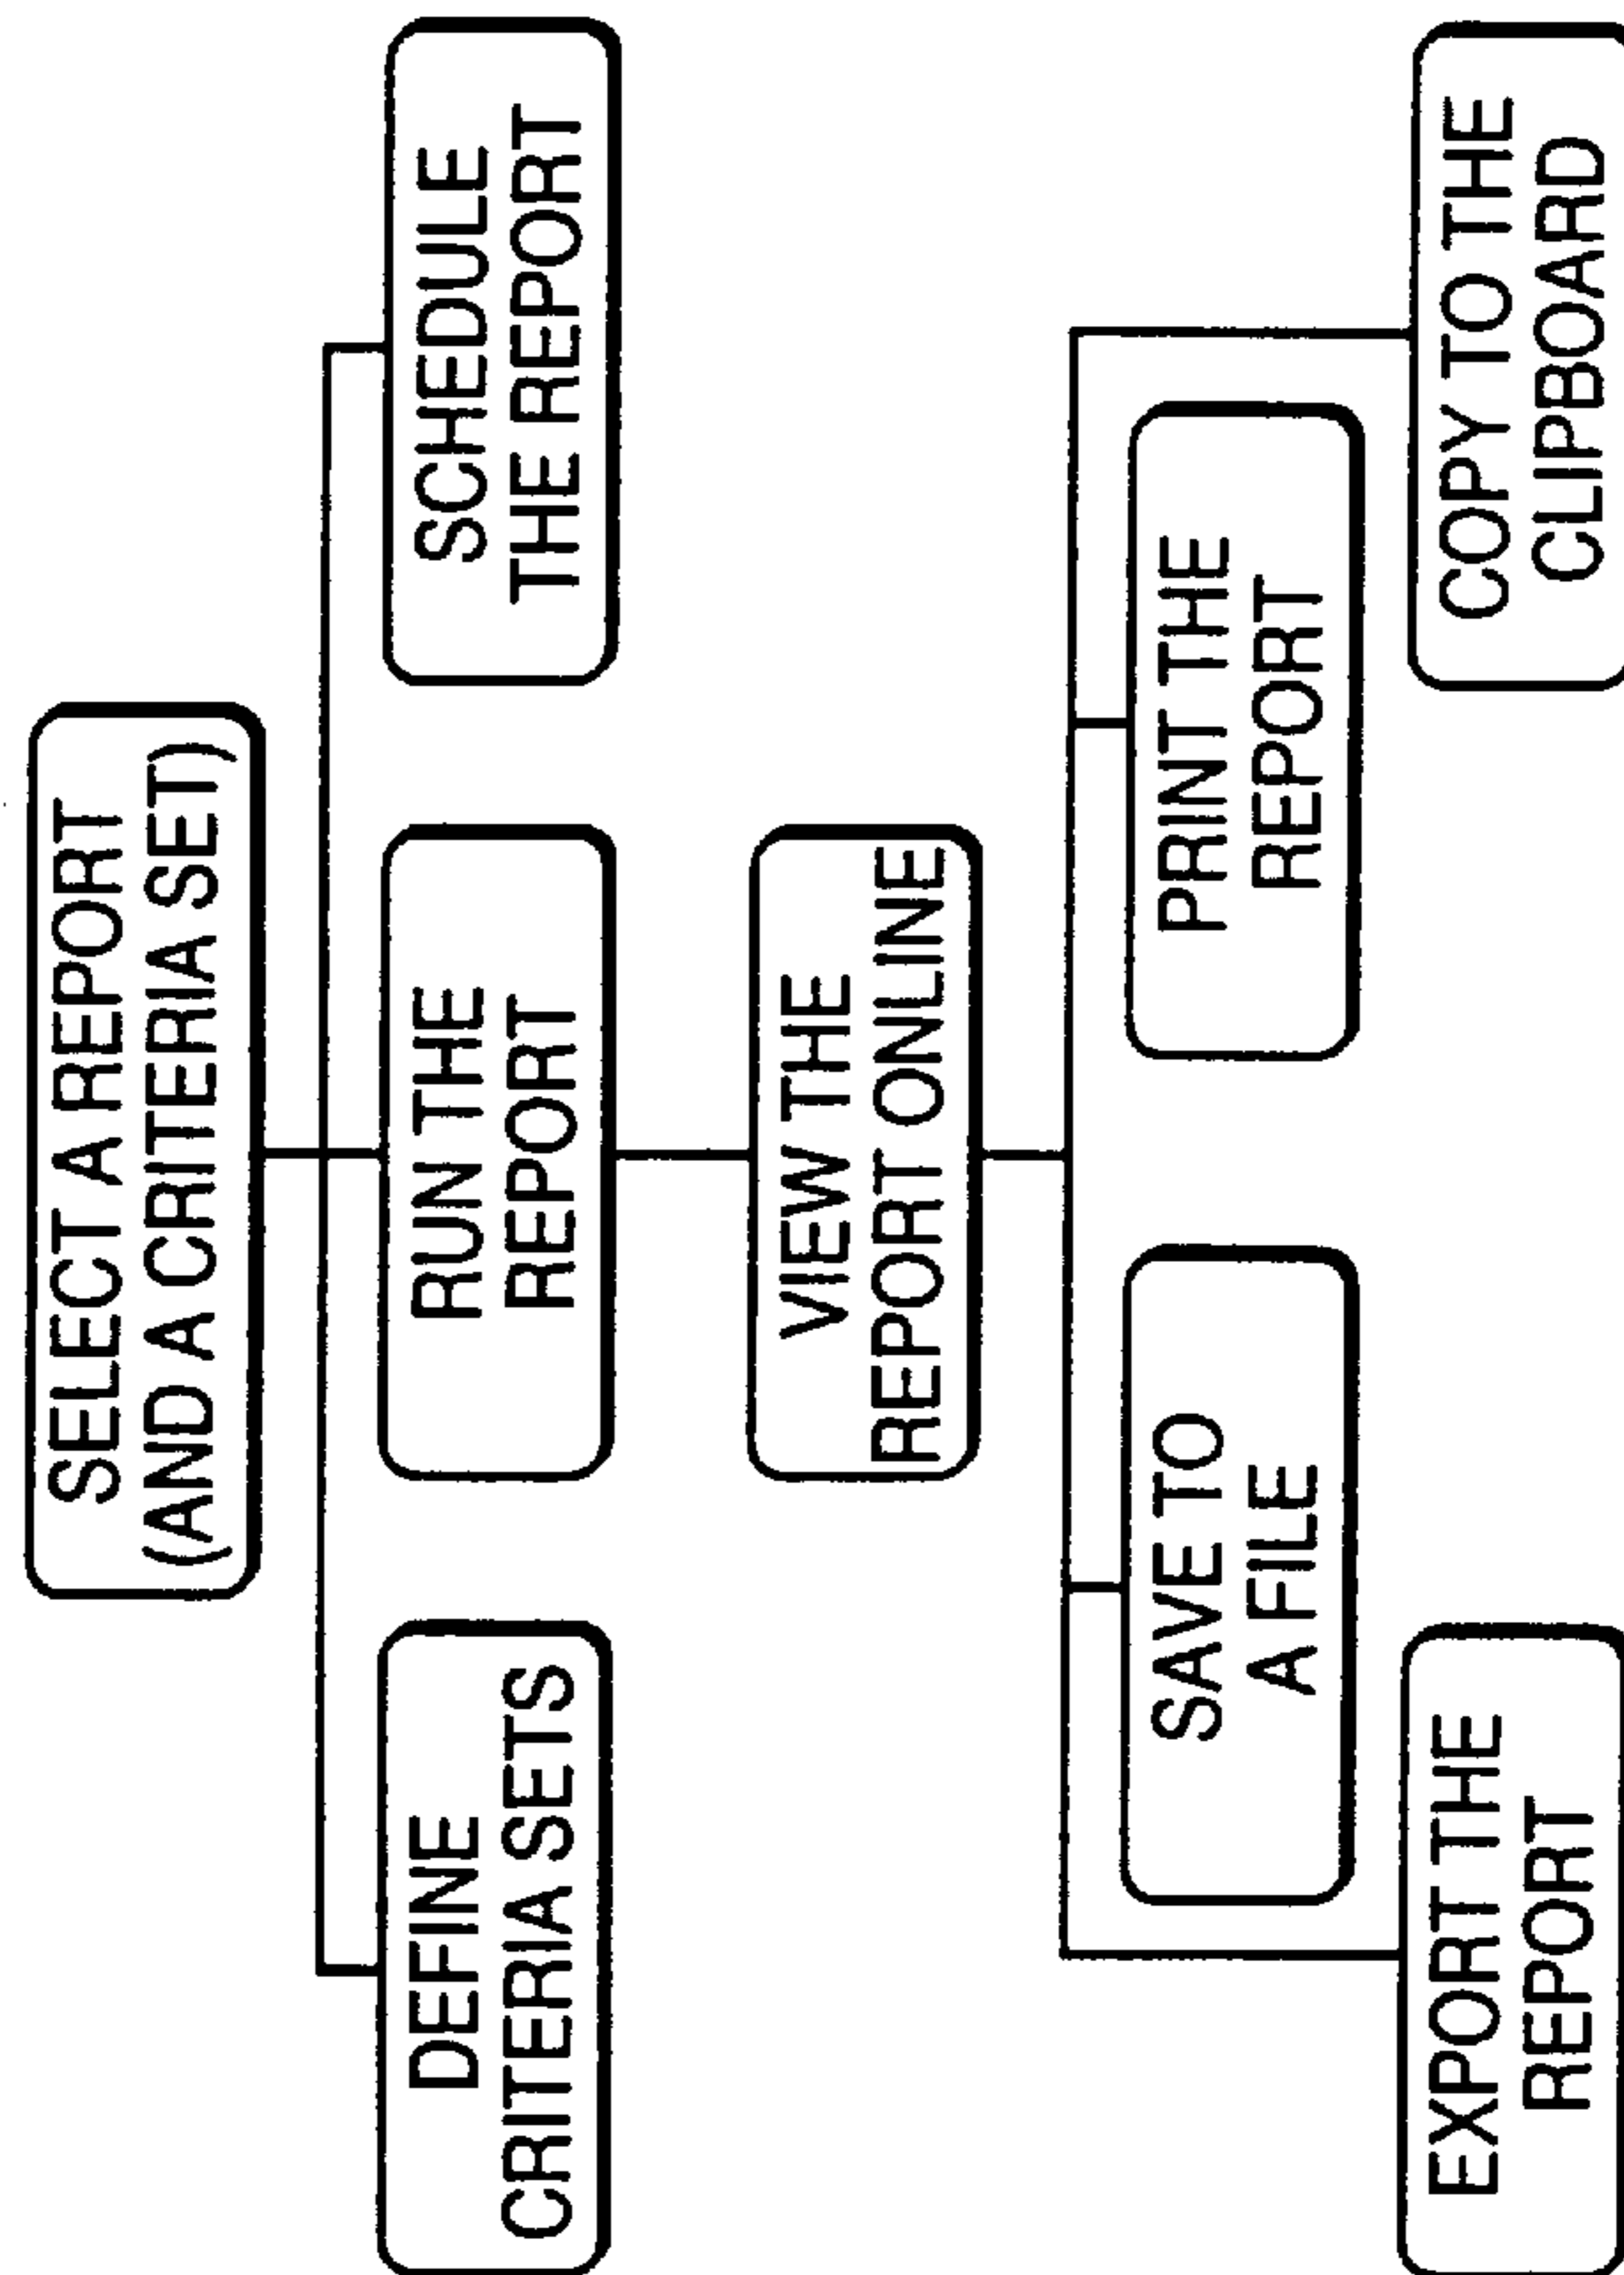 SELECT A REPORT
(AND A CRITERIA SET)
DEFINE
CRITERIA SETS
RUN THE
REPORT
SCHEDULE
THE REPORT
VIEW THE
REPORT ONLINE
SAVE TO
A FILE
PRINT THE
REPORT
EXPORT THE
REPORT
COPY TO THE
CLIPBOARD